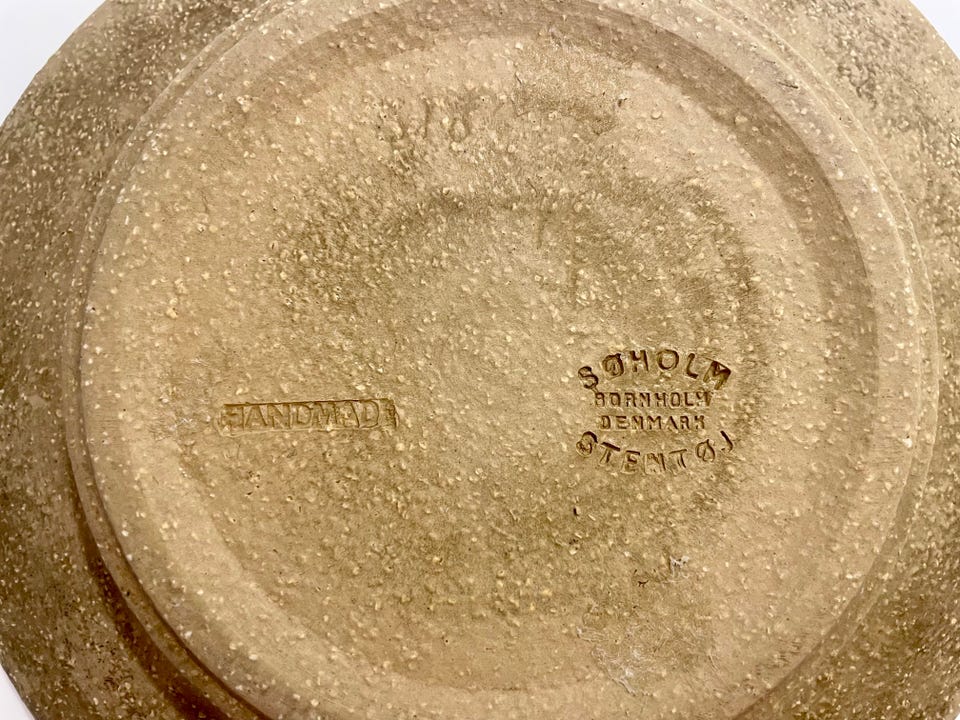 HANDMADE
SØHOLM
BORNHOLM
DENMARK
STENTØJ